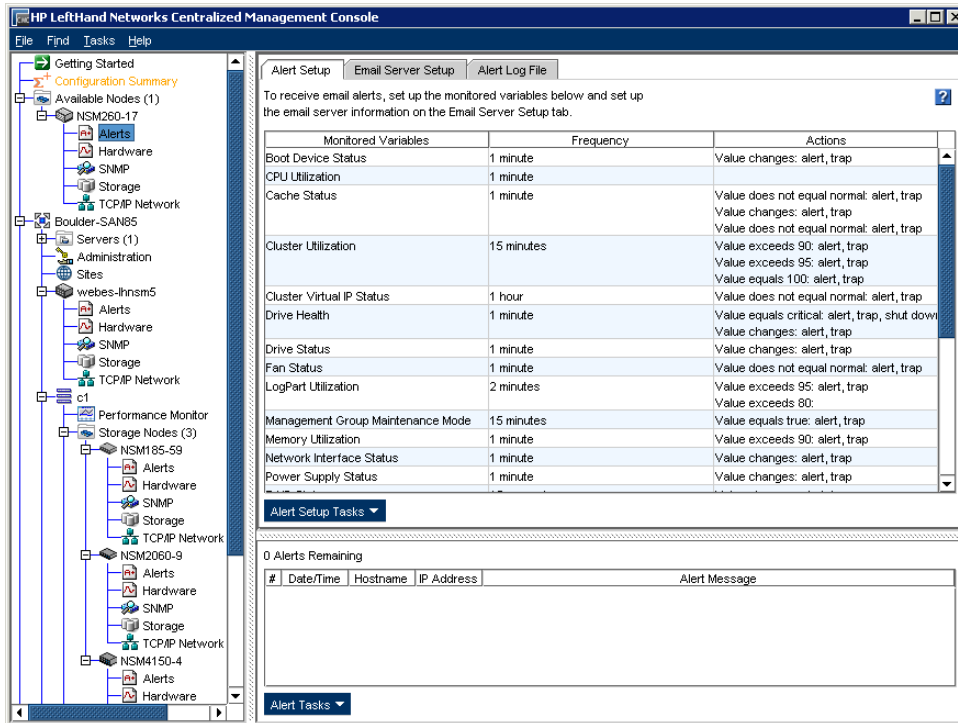 HP LeftHand Networks Centralized Management Console
File Find Tasks Help
Getting Started
Configuration Summary
Available Nodes (1)
NSM260-17
Alerts
Hardware
SNMP
Storage
TCP/IP Network
Boulder-SAN85
Servers (1)
Administration
Sites
webes-lhnsm5
Alerts
Hardware
SNMP
Storage
TCP/IP Network
c1
Performance Monitor
Storage Nodes (3)
NSM185-59
Alerts
Hardware
SNMP
Storage
TCP/IP Network
NSM2060-9
Alerts
Hardware
SNMP
Storage
TCP/IP Network
NSM4150-4
Alerts
Hardware
Alert Setup Email Server Setup Alert Log File
To receive email alerts, set up the monitored variables below and set up
the email server information on the Email Server Setup tab.
?
Monitored Variables Frequency Actions
Boot Device Status 1 minute Value changes: alert, trap
CPU Utilization 1 minute
Cache Status 1 minute Value does not equal normal: alert, trap
Value changes: alert, trap
Value does not equal normal: alert, trap
Cluster Utilization 15 minutes Value exceeds 90: alert, trap
Value exceeds 95: alert, trap
Value equals 100: alert, trap
Cluster Virtual IP Status 1 hour Value does not equal normal: alert, trap
Drive Health 1 minute Value equals critical: alert, trap, shut down
Value changes: alert, trap
Drive Status 1 minute Value changes: alert, trap
Fan Status 1 minute Value does not equal normal: alert, trap
LogPart Utilization 2 minutes Value exceeds 95: alert, trap
Value exceeds 80:
Management Group Maintenance Mode 15 minutes Value equals true: alert, trap
Memory Utilization 1 minute Value exceeds 90: alert, trap
Network Interface Status 1 minute Value changes: alert, trap
Power Supply Status 1 minute Value changes: alert, trap
Alert Setup Tasks
0 Alerts Remaining
# Date/Time Hostname IP Address Alert Message
Alert Tasks